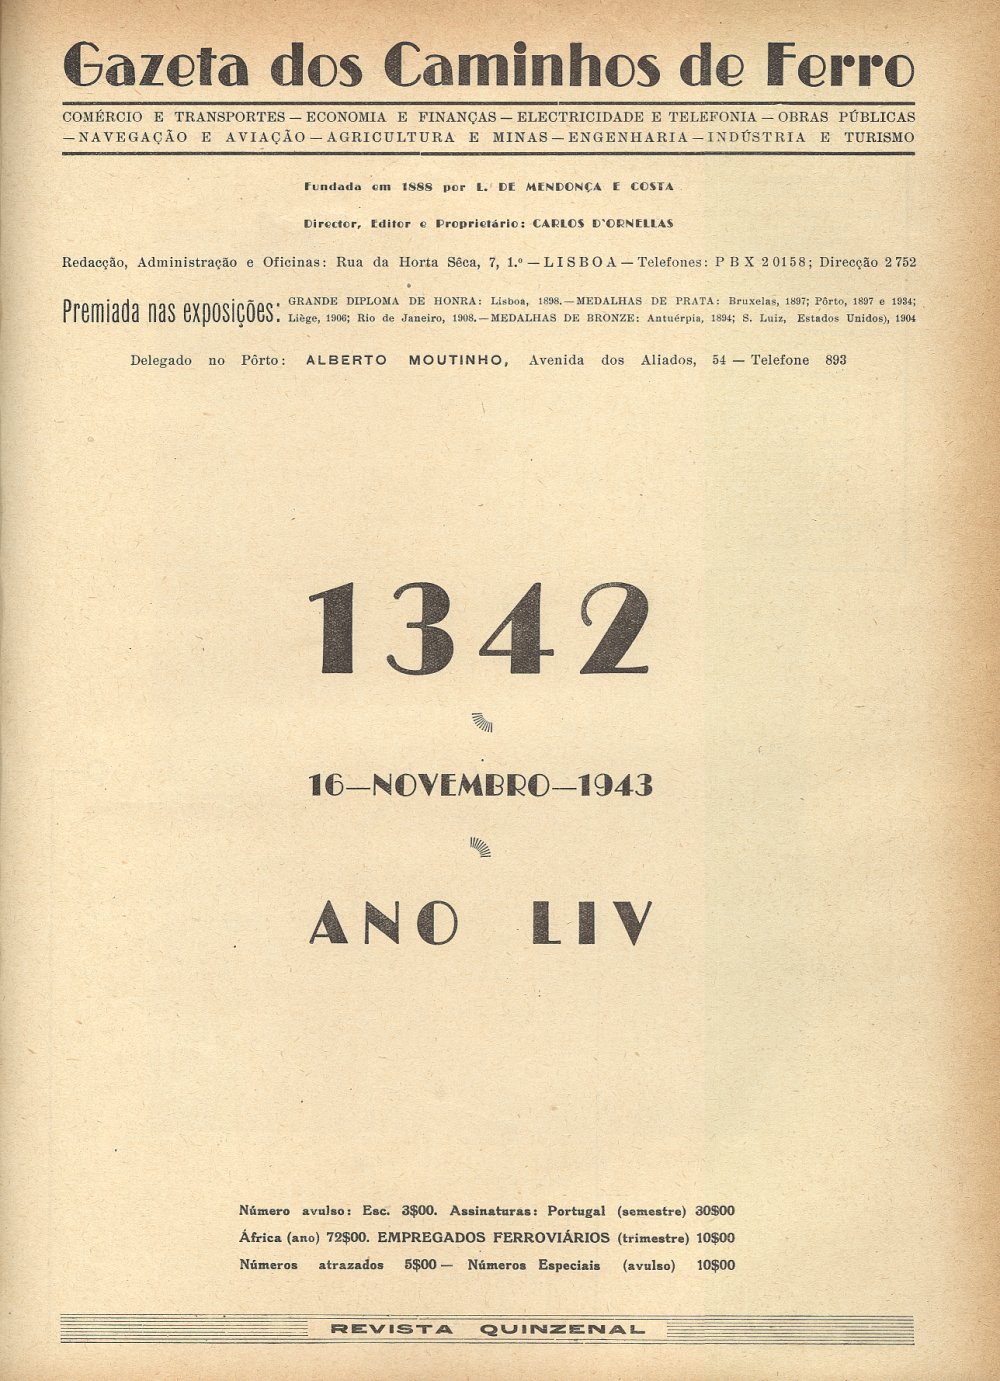 Gazeta dos Caminhos de Ferro
COMÉRCIO E TRANSPORTES — ECONOMIA E FINANÇAS — ELECTRICIDADE E TELEFONIA — OBRAS PÚBLICAS
— NAVEGAÇÃO E AVIAÇÃO — AGRICULTURA E MINAS — ENGENHARIA — INDÚSTRIA E TURISMO
Fundada em 1888 por L. DE MENDONÇA E COSTA
Director, Editor e Proprietário: CARLOS D'ORNELLAS
Redacção, Administração e Oficinas: Rua da Horta Sêca, 7, 1.º — LISBOA — Telefones: P B X 20158; Direcção 2752
Premiada nas exposições: GRANDE DIPLOMA DE HONRA: Lisboa, 1898. — MEDALHAS DE PRATA: Bruxelas, 1897; Pôrto, 1897 e 1934;
Liège, 1906; Rio de Janeiro, 1908. — MEDALHAS DE BRONZE: Antuérpia, 1894; S. Luiz, Estados Unidos), 1904
Delegado no Pôrto: ALBERTO MOUTINHO, Avenida dos Aliados, 54 — Telefone 893
1342
16—NOVEMBRO—1943
ANO LIV
Número avulso: Esc. 3$00. Assinaturas: Portugal (semestre) 30$00
África (ano) 72$00. EMPREGADOS FERROVIÁRIOS (trimestre) 10$00
Números atrazados 5$00 — Números Especiais (avulso) 10$00
REVISTA QUINZENAL